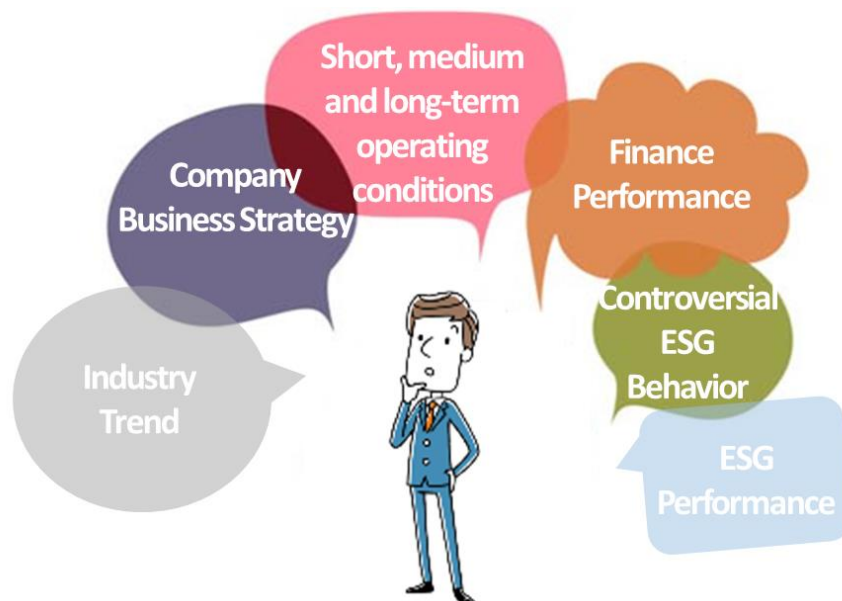 Short, medium
and long-term
operating
conditions
Company
Business Strategy
Finance
Performance
Industry
Trend
Controversial
ESG
Behavior
ESG
Performance